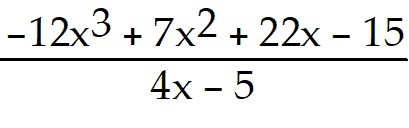 –12x³ + 7x² + 22x – 15
4x – 5